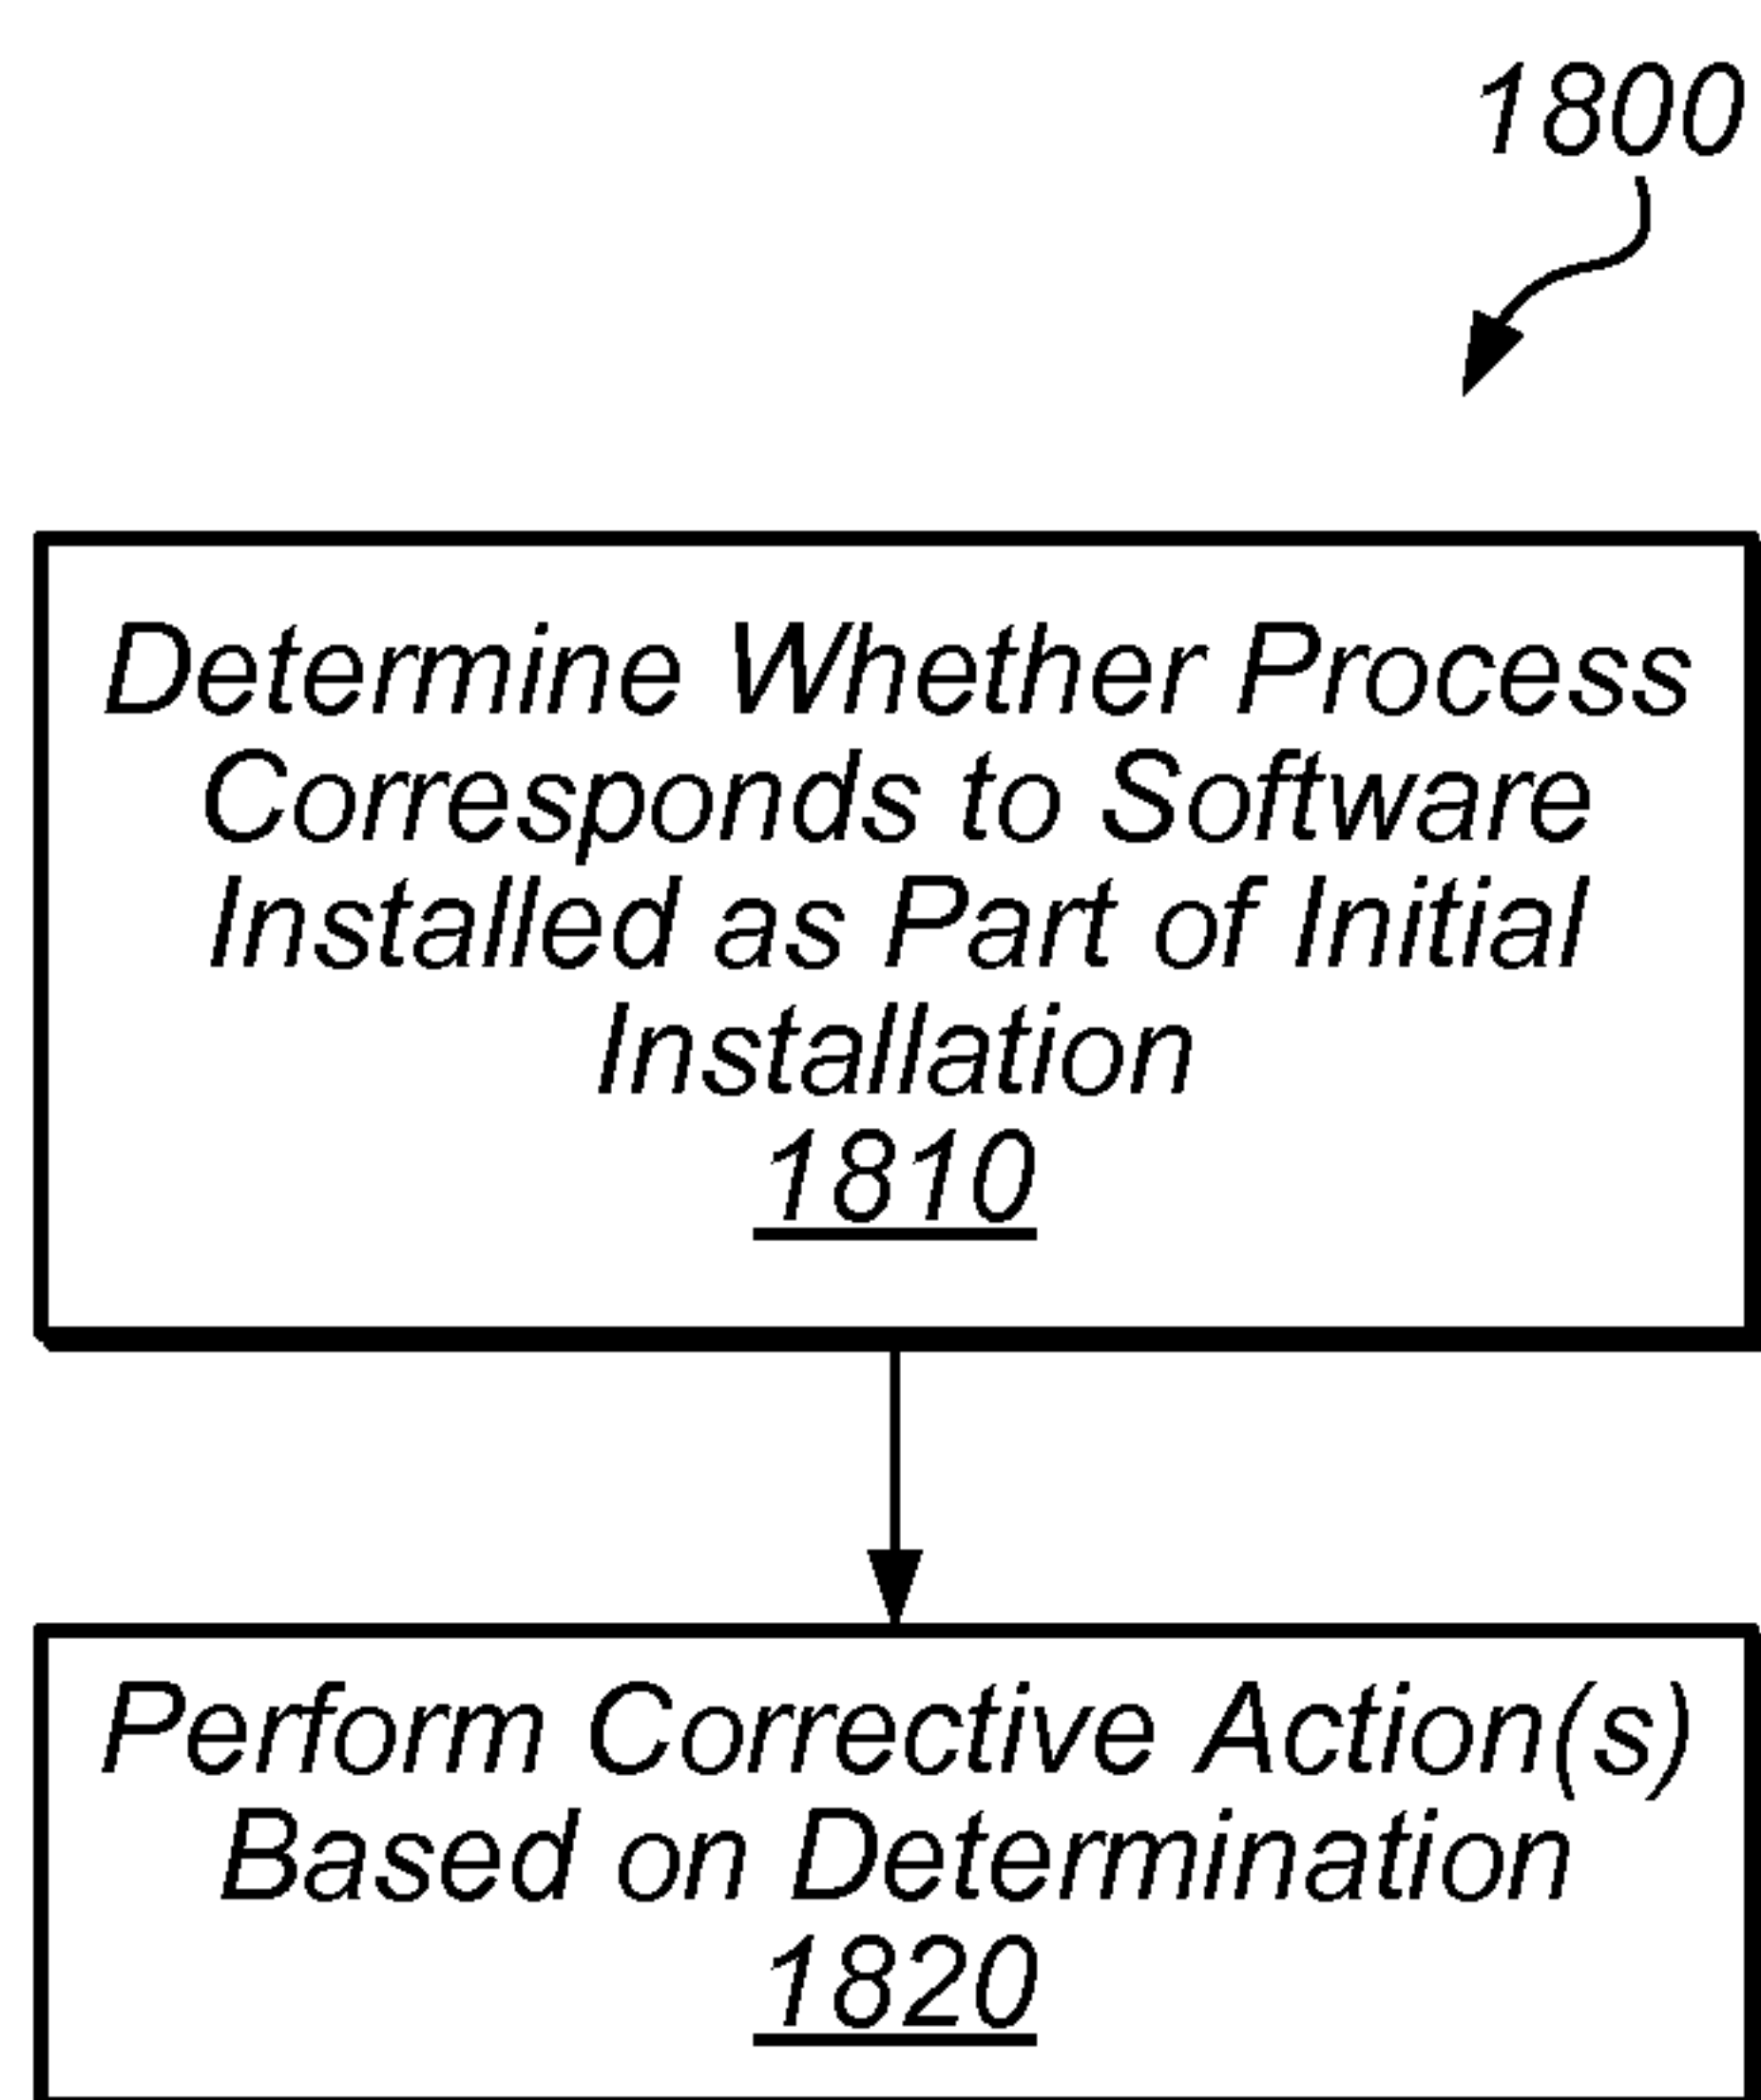 1800
Determine Whether Process
Corresponds to Software
Installed as Part of Initial
Installation
1810
Perform Corrective Action(s)
Based on Determination
1820